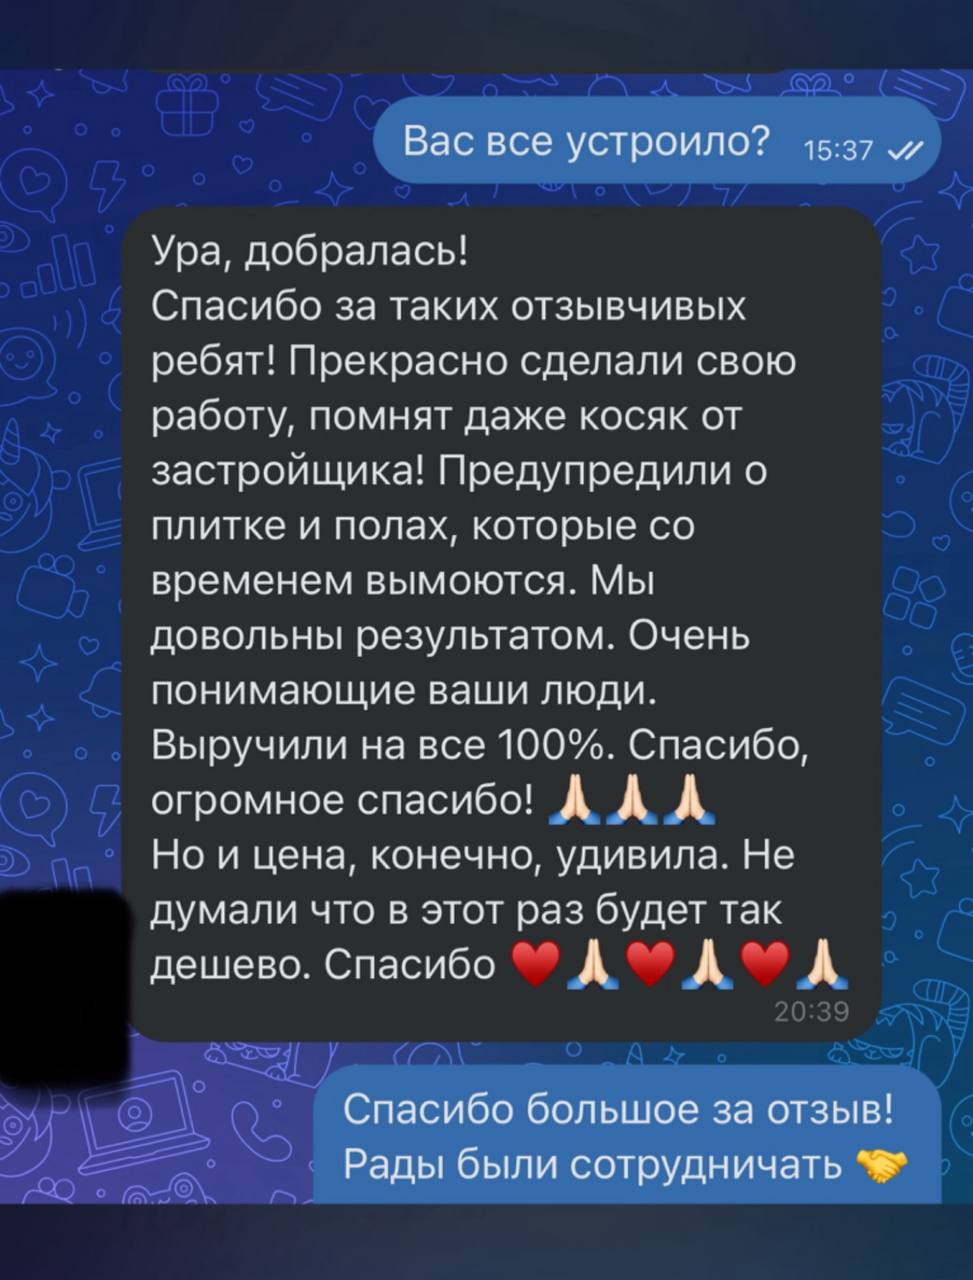 Вас все устроило?
15:37
Ура, добралась!
Спасибо за таких отзывчивых
ребят! Прекрасно сделали свою
работу, помнят даже косяк от
застройщика! Предупредили о
плитке и полах, которые со
временем вымоются. Мы
довольны результатом. Очень
понимающие ваши люди.
Выручили на все 100%. Спасибо,
огромное спасибо! 🙏🏻🙏🏻🙏🏻
Но и цена, конечно, удивила. Не
думали что в этот раз будет так
дешево. Спасибо ♥️🙏🏻♥️🙏🏻♥️🙏🏻
20:39
Спасибо большое за отзыв!
Рады были сотрудничать 🤝